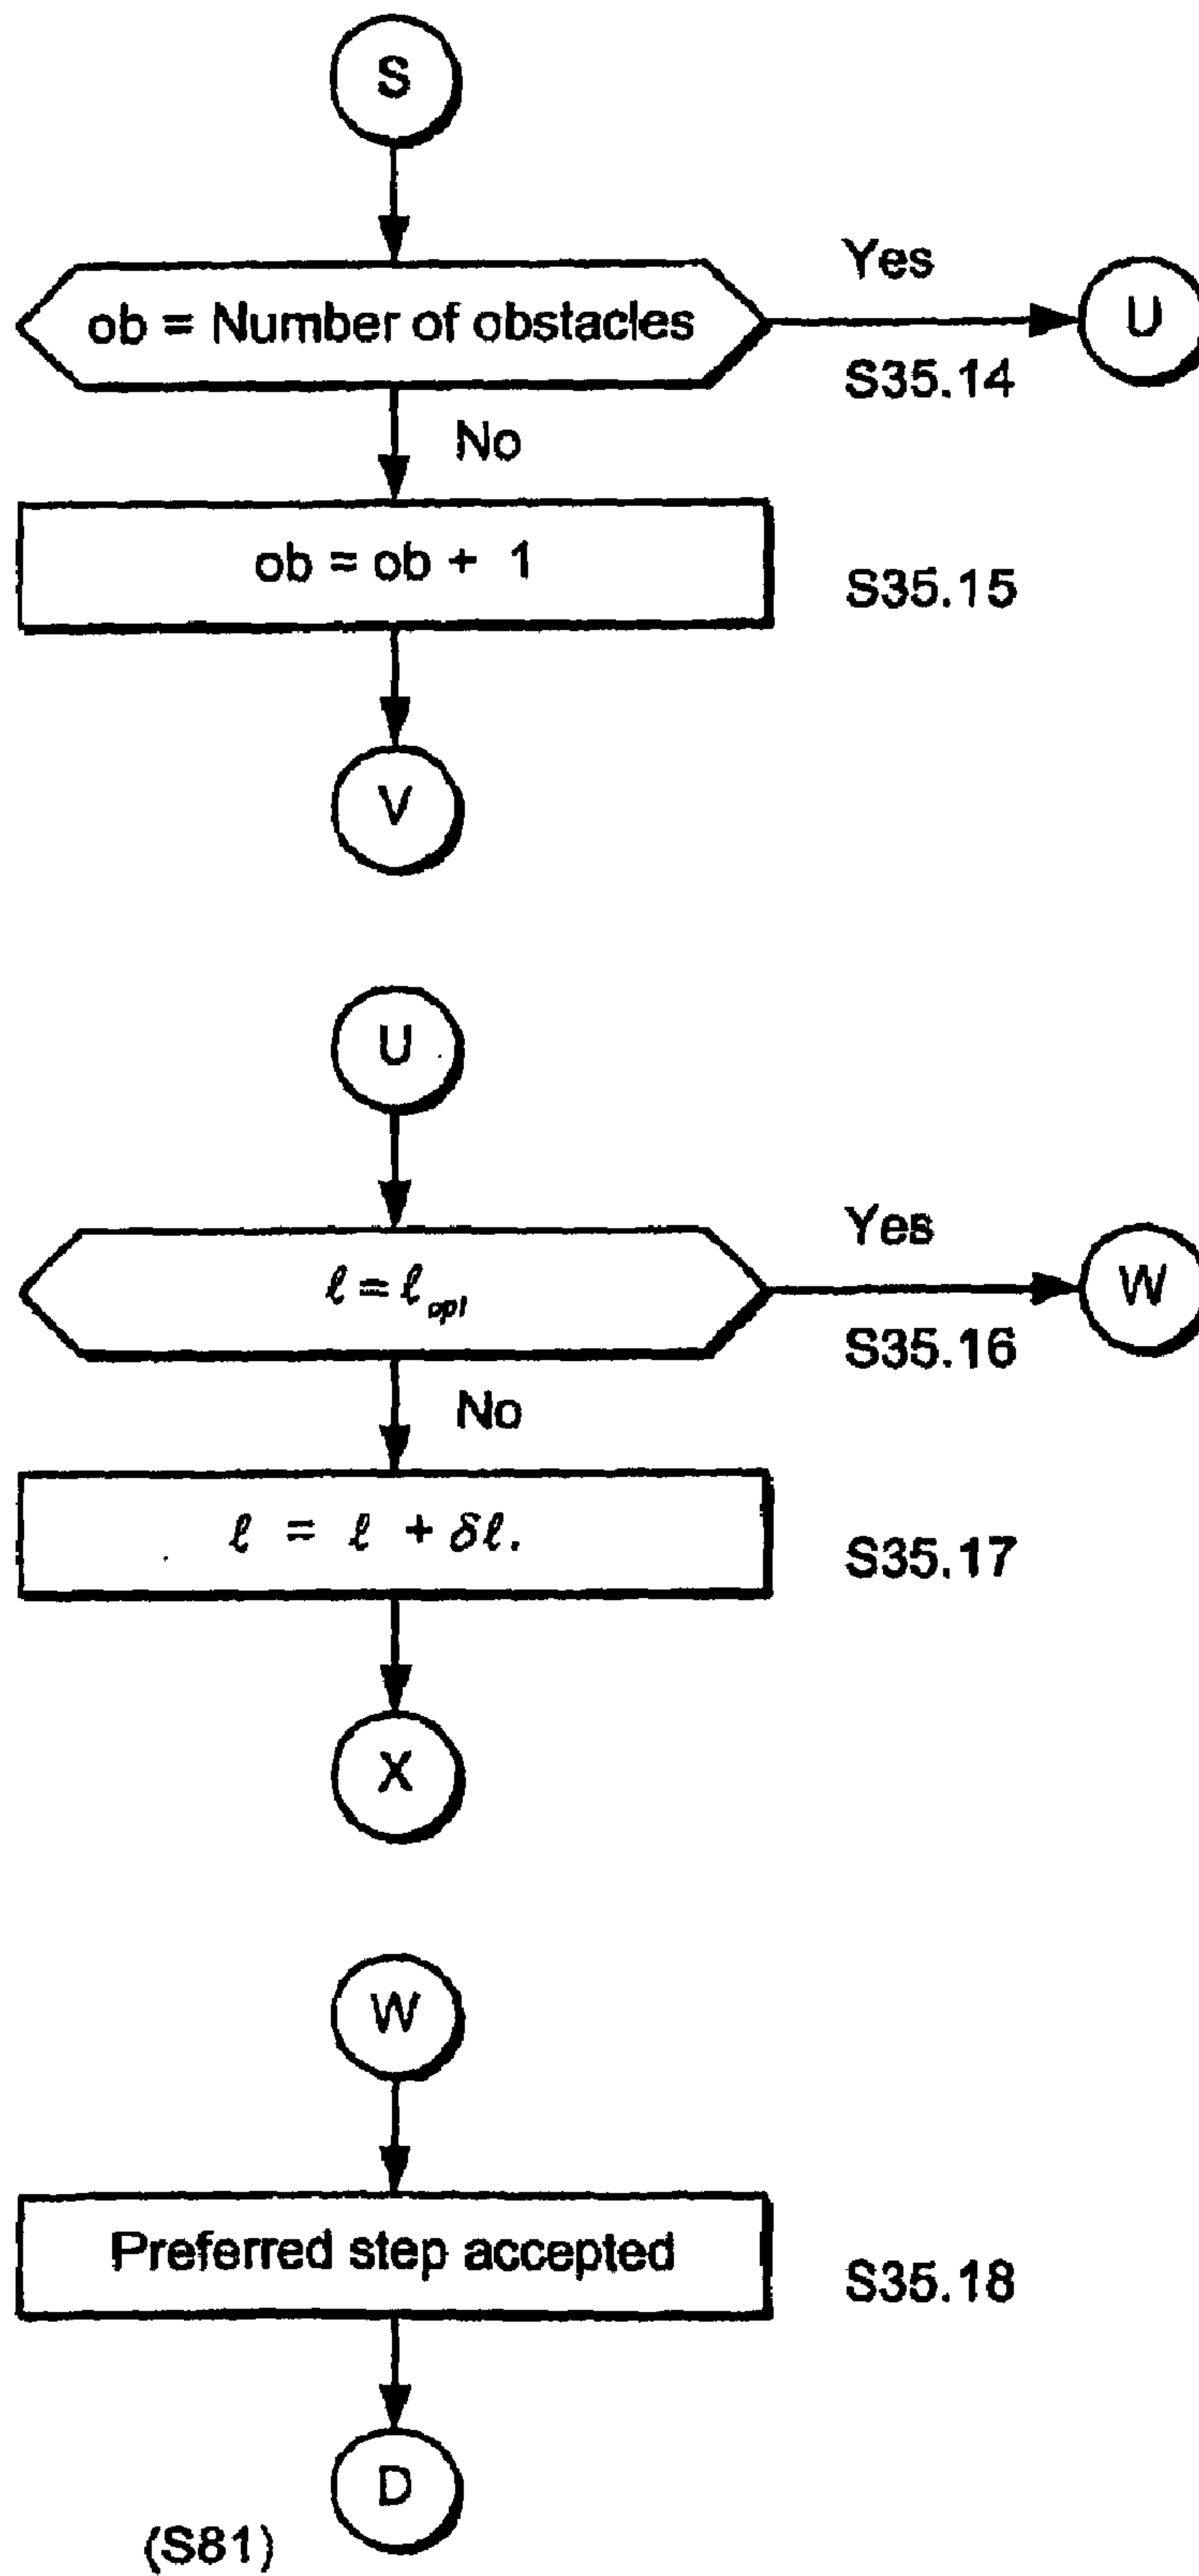 S
Yes
ob = Number of obstacles
U
S35.14
No
ob = ob + 1
S35.15
V
U
Yes
ℓ = ℓopt
W
S35.16
No
ℓ = ℓ + δℓ.
S35.17
X
W
Preferred step accepted
S35.18
D
(S81)